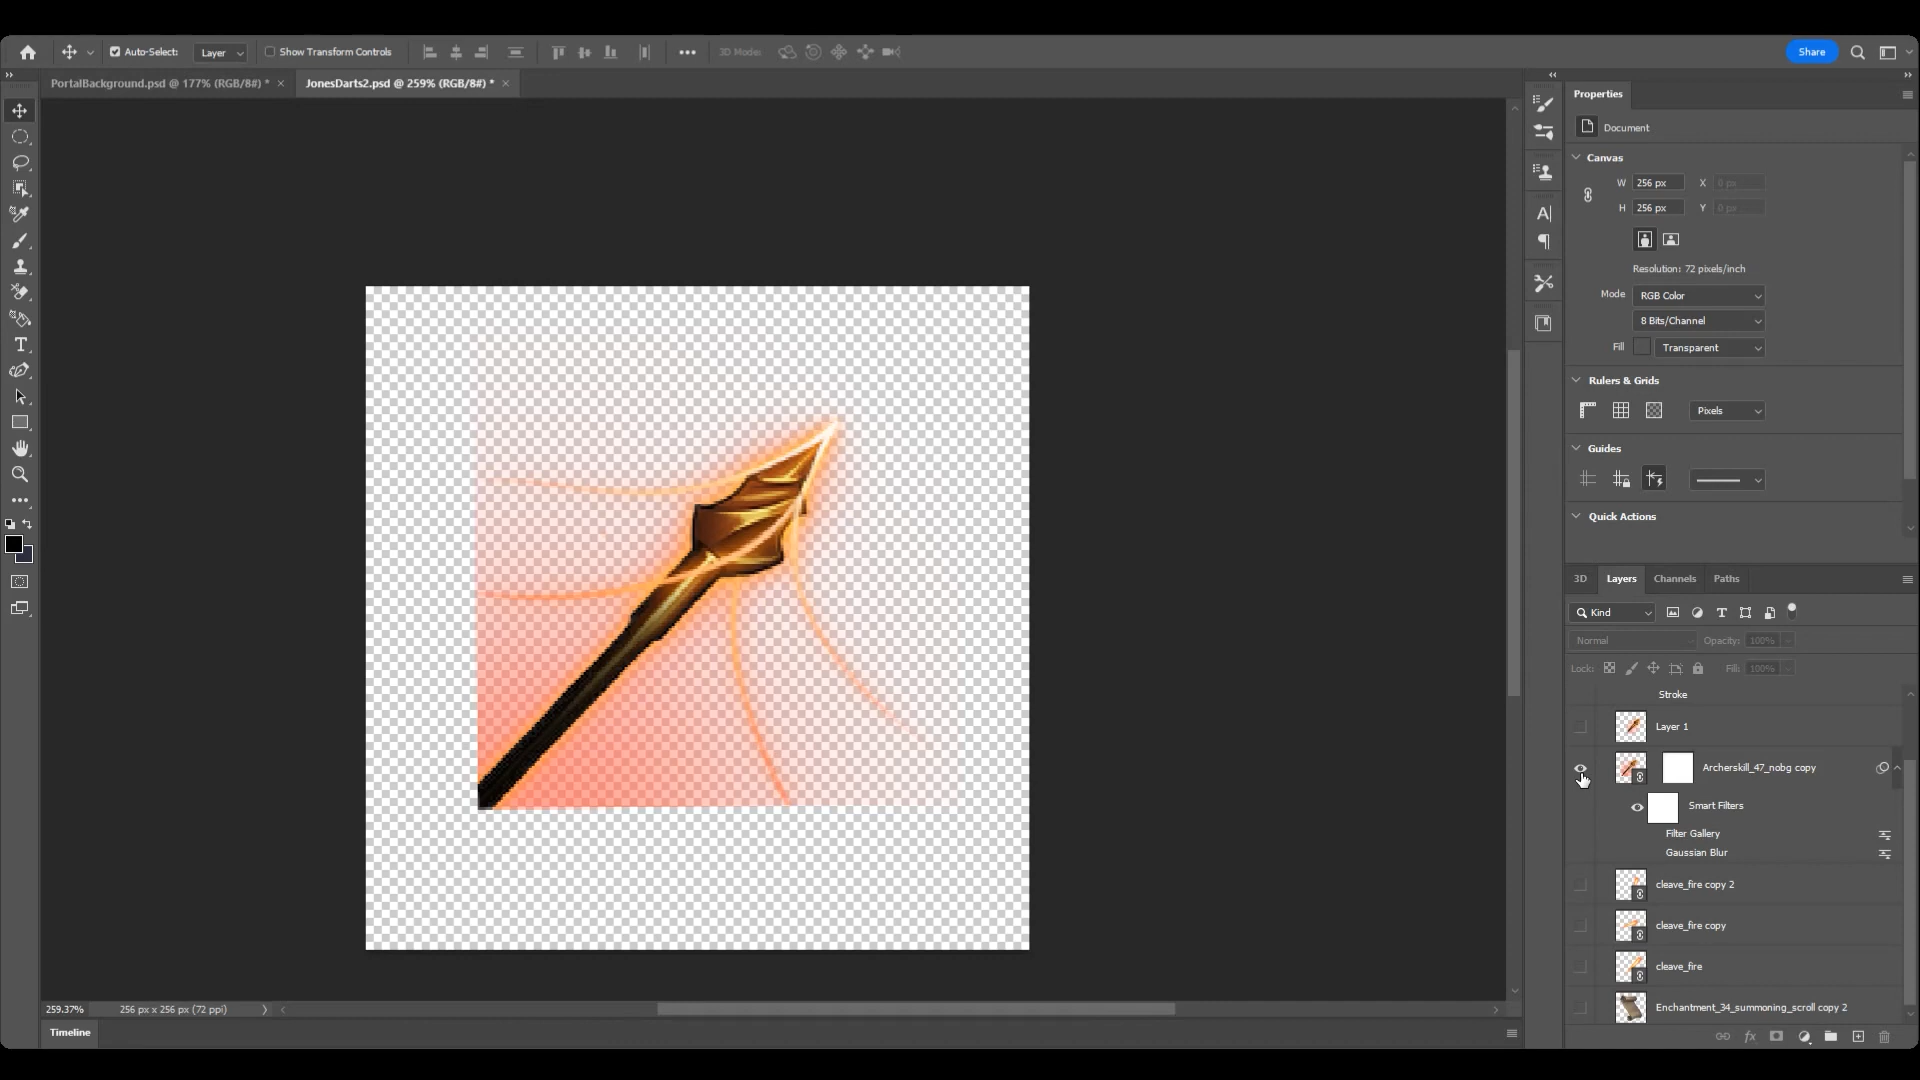 Auto-Select:
Layer
Show Transform Controls
3D Mode:
Share
PortalBackground.psd @ 177% (RGB/8#) *
JonesDarts2.psd @ 259% (RGB/8#) *
Properties
Document
Canvas
W 256 px X 0 px
H 256 px Y 0 px
Resolution: 72 pixels/inch
Mode RGB Color
8 Bits/Channel
Fill Transparent
Rulers & Grids
Pixels
Guides
Quick Actions
3D Layers Channels Paths
Kind
Normal Opacity: 100%
Lock: Fill: 100%
Stroke
Layer 1
Archerskill_47_nobg copy
Smart Filters
Filter Gallery
Gaussian Blur
cleave_fire copy 2
cleave_fire copy
cleave_fire
Enchantment_34_summoning_scroll copy 2
259.37% 256 px x 256 px (72 ppi)
Timeline